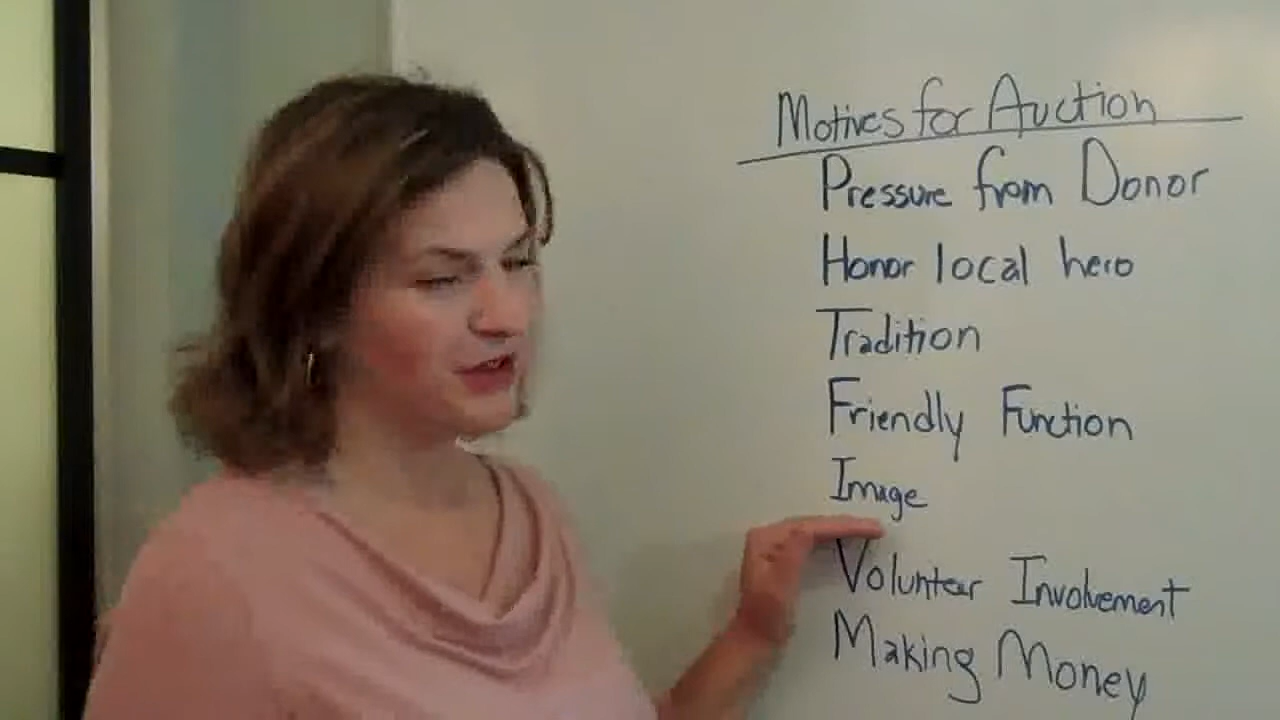 Motives for Auction
Pressure from Donor
Honor local hero
Tradition
Friendly Function
Image
Volunteer Involvement
Making Money